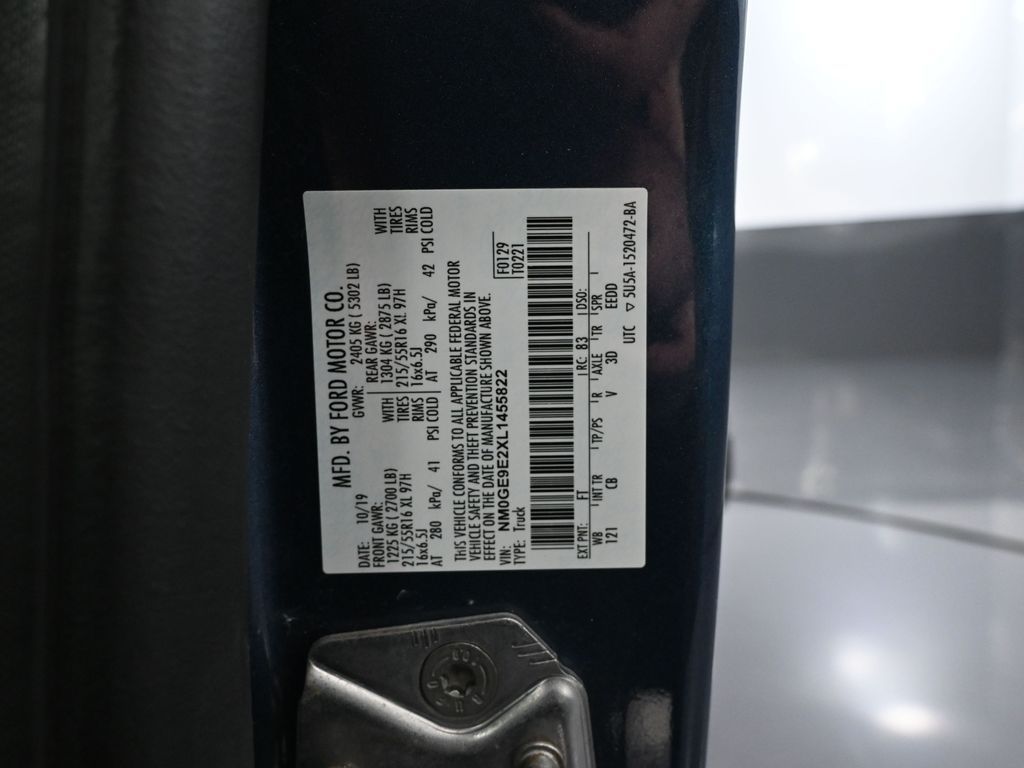 MFD. BY FORD MOTOR CO.
DATE: 10/19 GVWR: 2405 KG ( 5302 LB)
FRONT GAWR: REAR GAWR:
1225 KG ( 2700 LB) WITH 1304 KG ( 2875 LB) WITH
215/55R16 XL 97H TIRES 215/55R16 XL 97H TIRES
16x6.5J RIMS 16x6.5J RIMS
AT 280 kPa/ 41 PSI COLD AT 290 kPa/ 42 PSI COLD
THIS VEHICLE CONFORMS TO ALL APPLICABLE FEDERAL MOTOR
VEHICLE SAFETY AND THEFT PREVENTION STANDARDS IN
EFFECT ON THE DATE OF MANUFACTURE SHOWN ABOVE.
VIN: NM0GE9E2XL1455822 F0129
TYPE: Truck T0221
EXT PNT: FT RC: B3 DSO:
WB INT TR TP/PS R AXLE TR SPR
121 CB V 3D EEDD
UTC ▽ 5U5A-1520472-BA